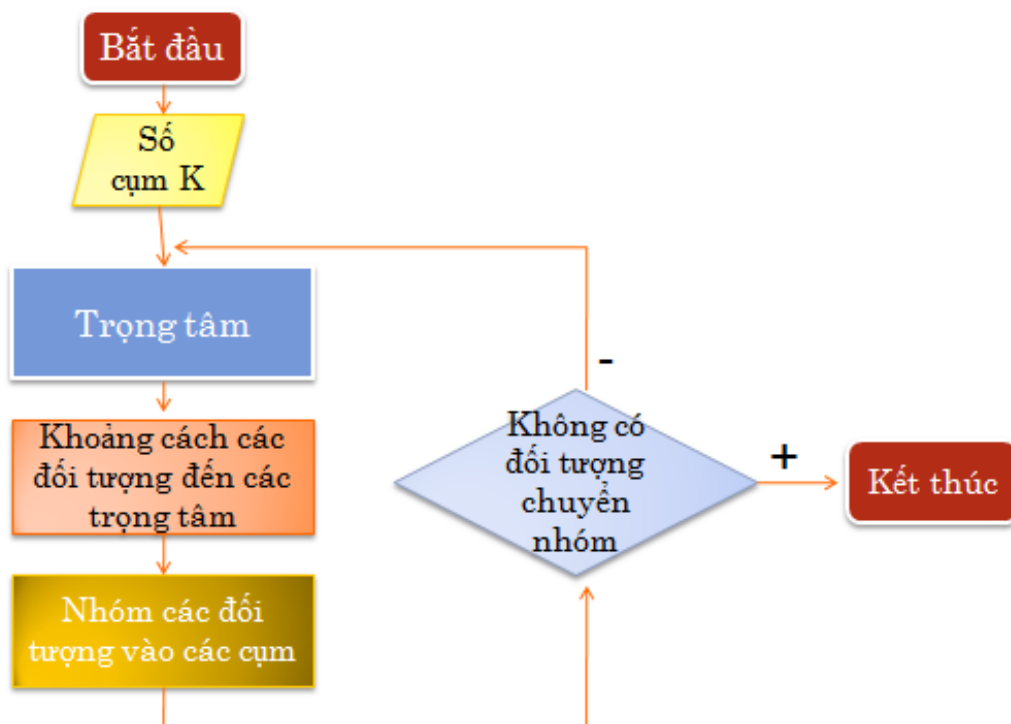 Bắt đầu
Số
cụm K
Trọng tâm
Khoảng cách các
đối tượng đến các
trọng tâm
Nhóm các đối
tượng vào các cụm
-
Không có
đối tượng
chuyển
nhóm
+
Kết thúc